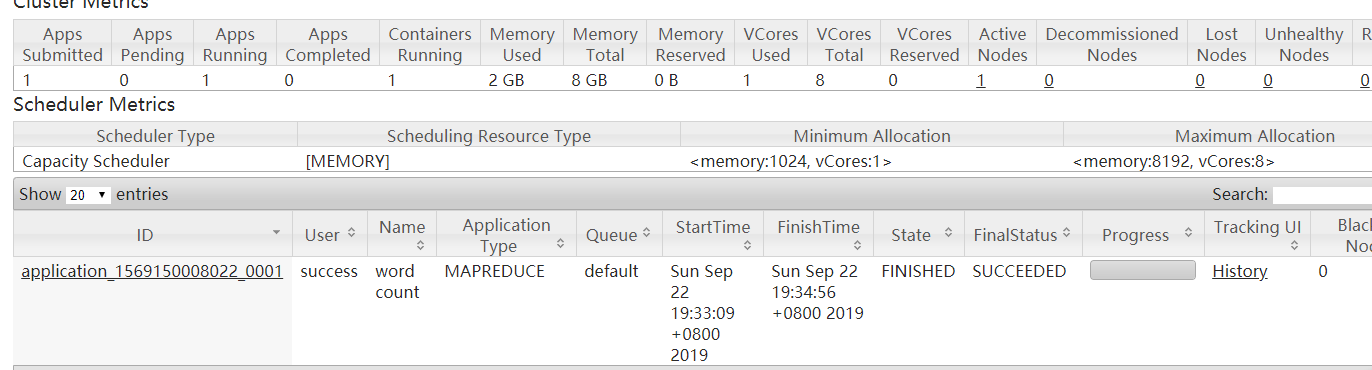 Cluster Metrics
Apps Submitted Apps Pending Apps Running Apps Completed Containers Running Memory Used Memory Total Memory Reserved VCores Used VCores Total VCores Reserved Active Nodes Decommissioned Nodes Lost Nodes Unhealthy Nodes R
1 0 1 0 1 2 GB 8 GB 0 B 1 8 0 1 0 0 0 0
Scheduler Metrics
Scheduler Type Scheduling Resource Type Minimum Allocation Maximum Allocation
Capacity Scheduler [MEMORY] <memory:1024, vCores:1> <memory:8192, vCores:8>
Show 20 entries Search:
ID User Name Application Type Queue StartTime FinishTime State FinalStatus Progress Tracking UI Blac Noc
application_1569150008022_0001 success word count MAPREDUCE default Sun Sep 22 19:33:09 +0800 2019 Sun Sep 22 19:34:56 +0800 2019 FINISHED SUCCEEDED History 0